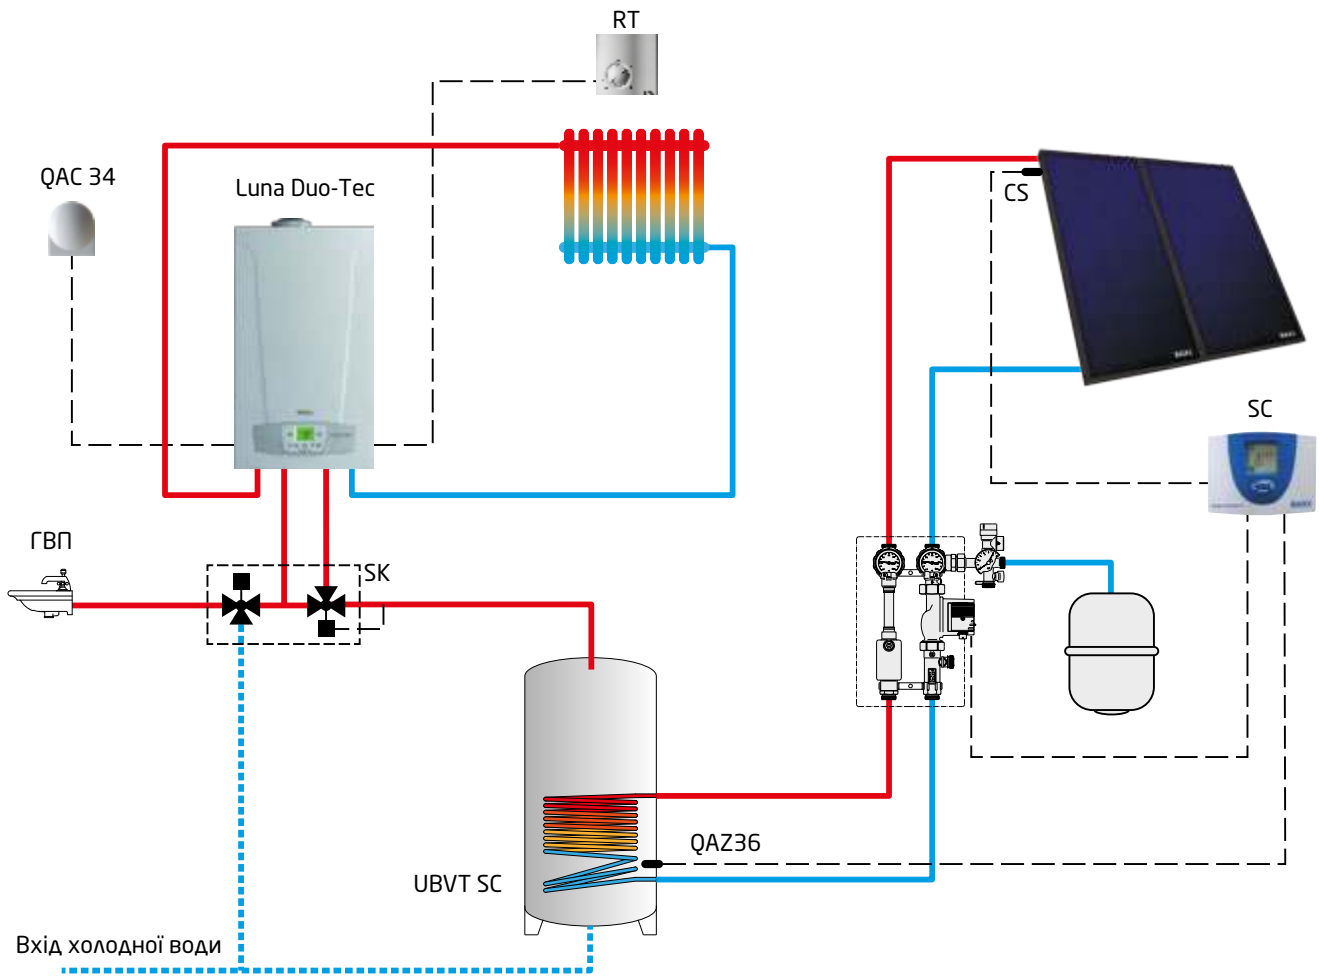 RT
QAC 34
Luna Duo-Tec
CS
SC
ГВП
SK
QAZ36
UBVT SC
Вхід холодної води